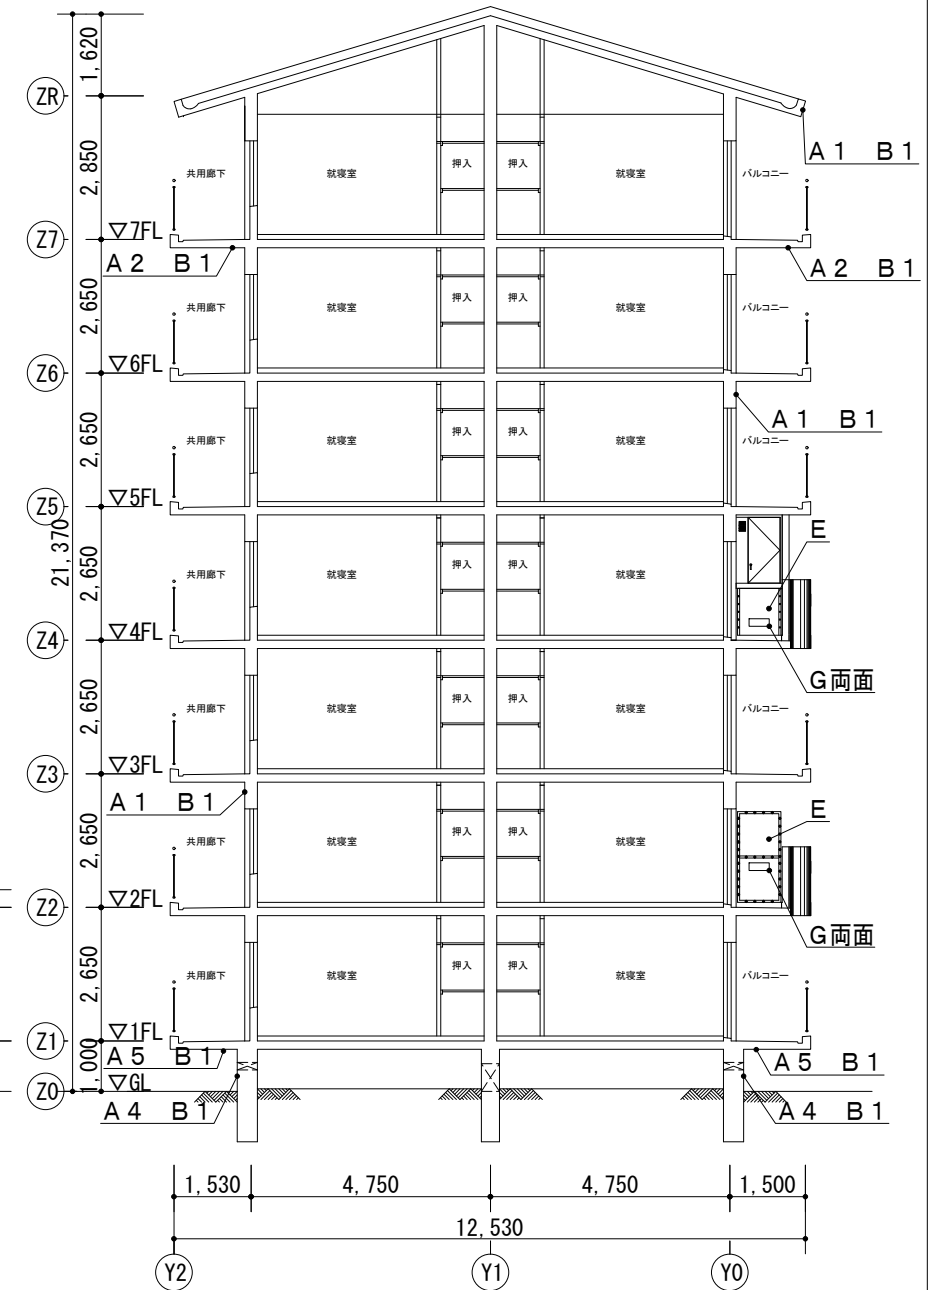 1,620
ZR
A1 B1
2,850
共用廊下 就寝室 押入 押入 就寝室 バルコニー
Z7 ▽7FL
A2 B1 A2 B1
2,650
共用廊下 就寝室 押入 押入 就寝室 バルコニー
Z6 ▽6FL
A1 B1
2,650
共用廊下 就寝室 押入 押入 就寝室 バルコニー
Z5 ▽5FL
21,370
E
2,650
共用廊下 就寝室 押入 押入 就寝室
Z4 ▽4FL
G両面
2,650
共用廊下 就寝室 押入 押入 就寝室 バルコニー
Z3 ▽3FL
A1 B1
E
2,650
共用廊下 就寝室 押入 押入 就寝室
Z2 ▽2FL
G両面
2,650
共用廊下 就寝室 押入 押入 就寝室 バルコニー
Z1 ▽1FL
A5 B1 A5 B1
1,000
Z0 ▽GL
A4 B1 A4 B1
1,530 4,750 4,750 1,500
12,530
Y2 Y1 Y0